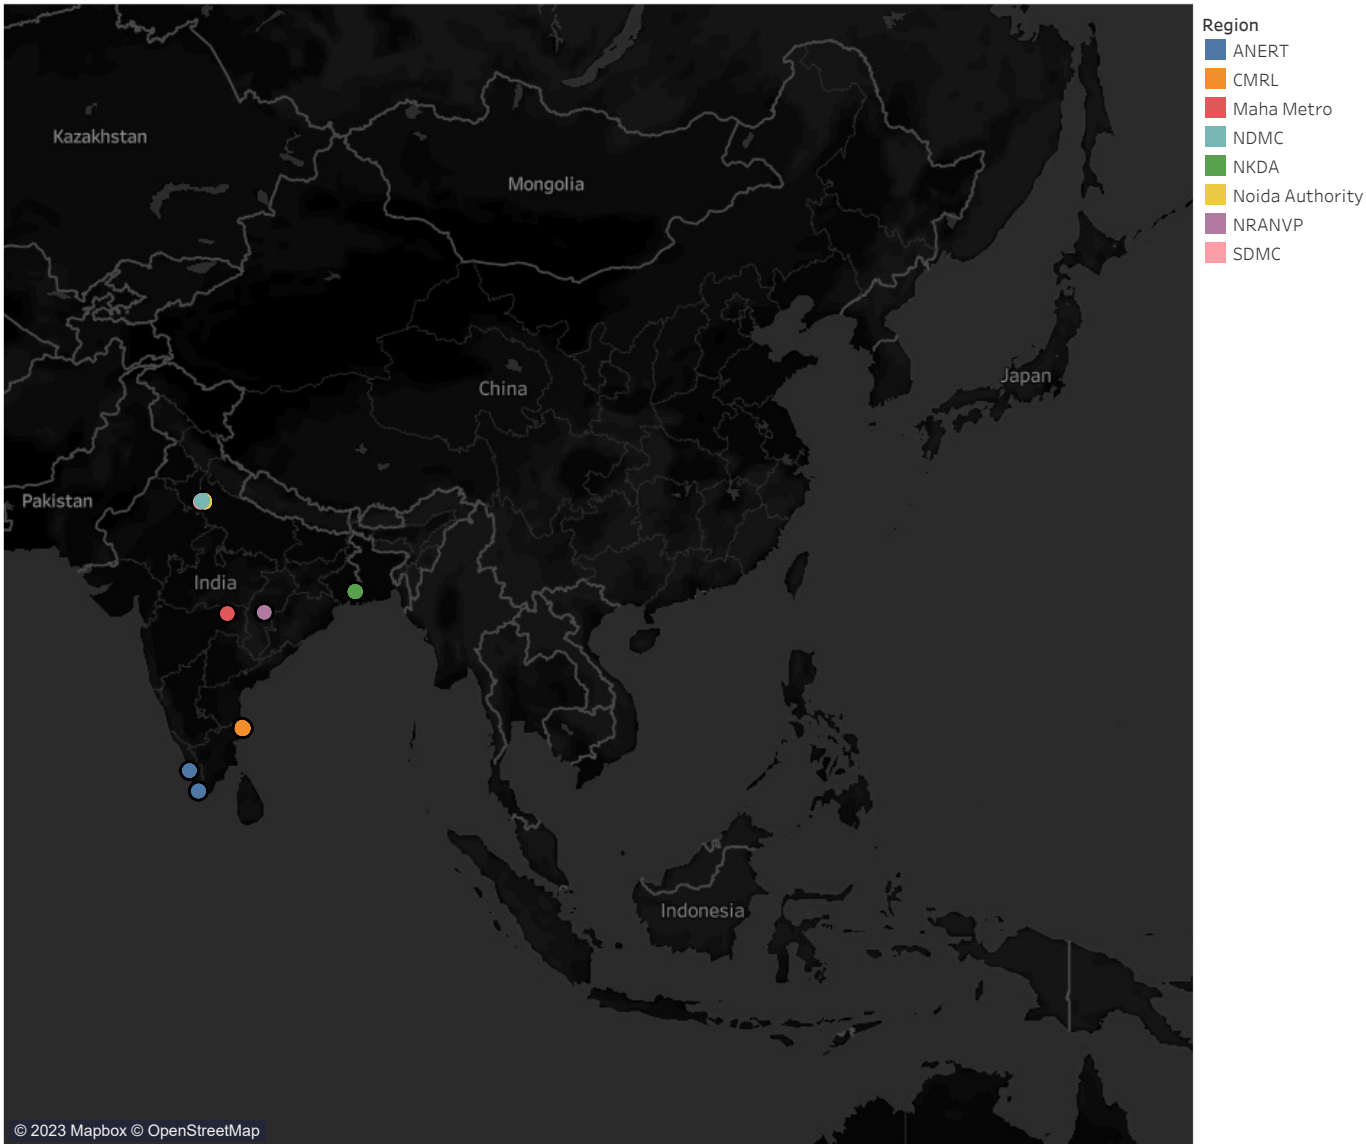 Region
ANERT
CMRL
Maha Metro
NDMC
NKDA
Noida Authority
NRANVP
SDMC
Kazakhstan
Mongolia
China
Japan
Pakistan
India
Indonesia
© 2023 Mapbox © OpenStreetMap